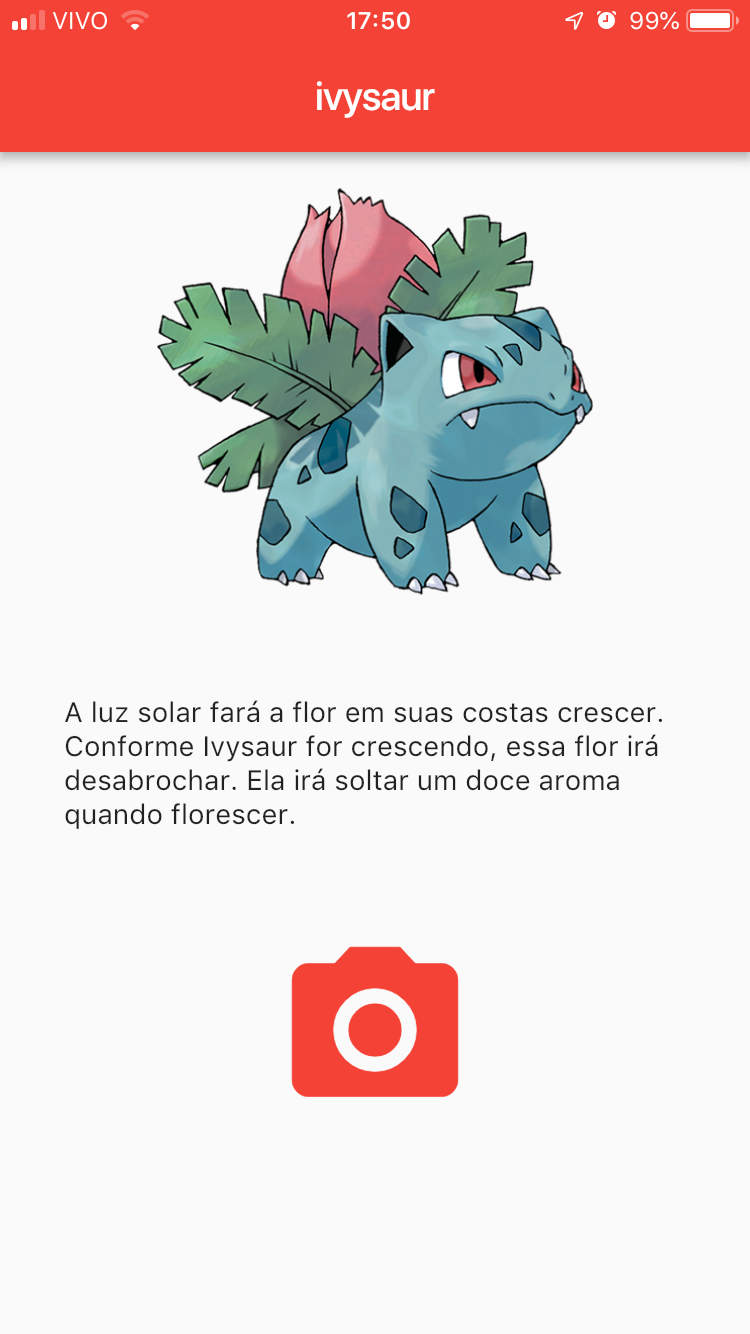 VIVO 17:50 99%
ivysaur
A luz solar fará a flor em suas costas crescer.
Conforme Ivysaur for crescendo, essa flor irá
desabrochar. Ela irá soltar um doce aroma
quando florescer.